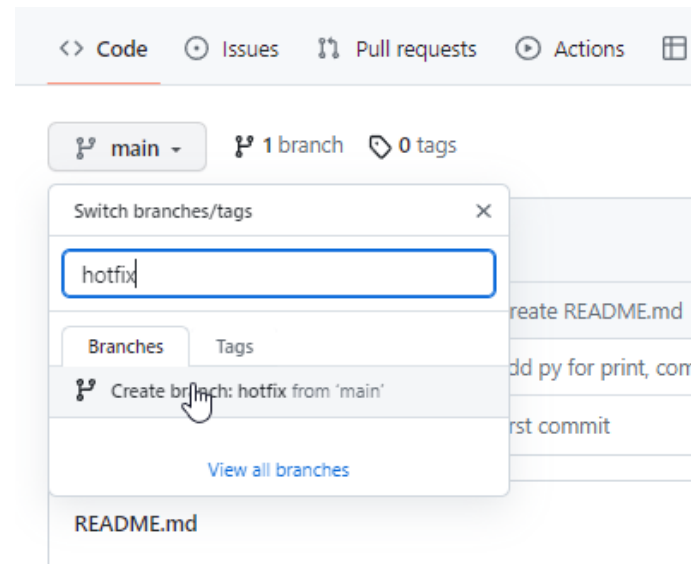 <> Code Issues Pull requests Actions
main 1 branch 0 tags
Switch branches/tags
hotfix
Branches Tags
Create branch: hotfix from 'main'
View all branches
reate README.md
dd py for print, com
rst commit
README.md